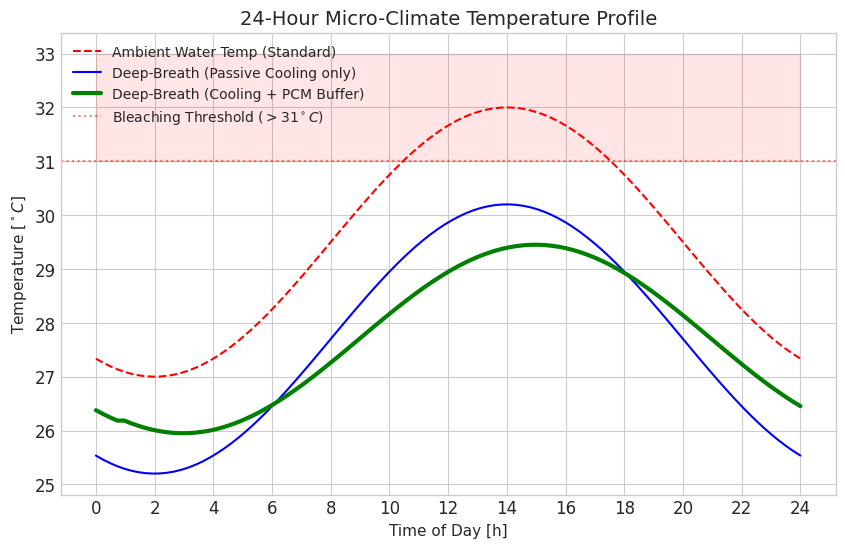 24-Hour Micro-Climate Temperature Profile
Ambient Water Temp (Standard)
Deep-Breath (Passive Cooling only)
Deep-Breath (Cooling + PCM Buffer)
Bleaching Threshold (> 31°C)
33
32
31
30
29
28
27
26
25
Temperature [°C]
0 2 4 6 8 10 12 14 16 18 20 22 24
Time of Day [h]